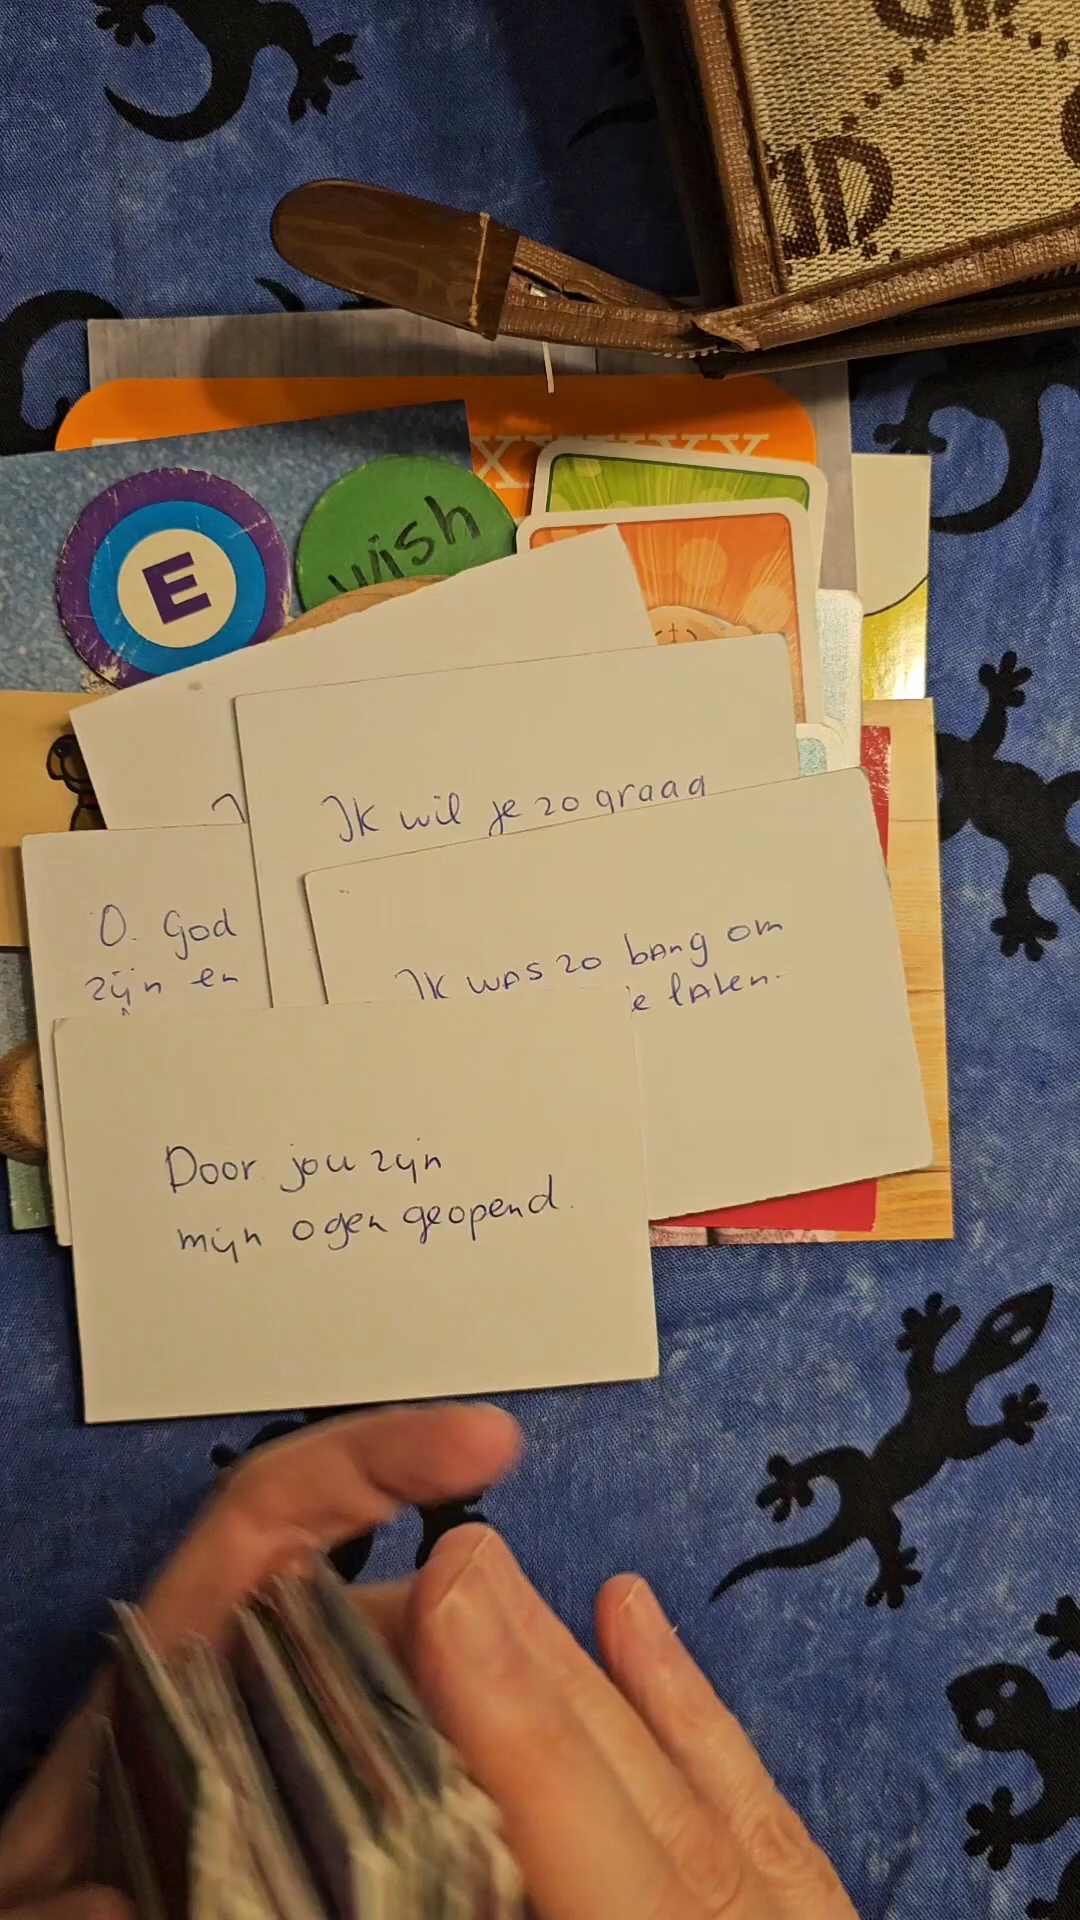 E
wish
Ik wil je zo graag
O. God
zijn en
Ik was zo bang om
te laten.
Door jou zijn
mijn ogen geopend.